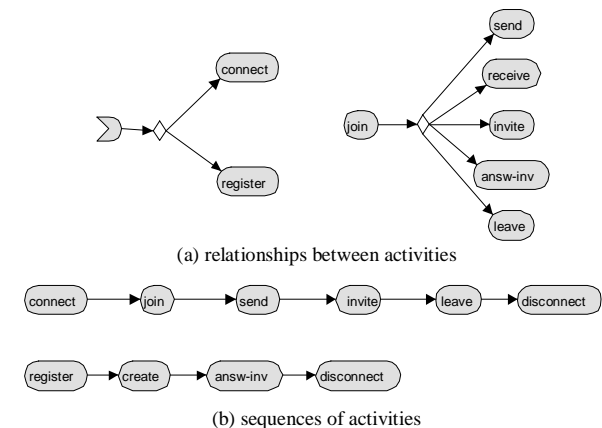 send
connect
receive
join
invite
register
answ-inv
leave
(a) relationships between activities
connect join send invite leave disconnect
register create answ-inv disconnect
(b) sequences of activities